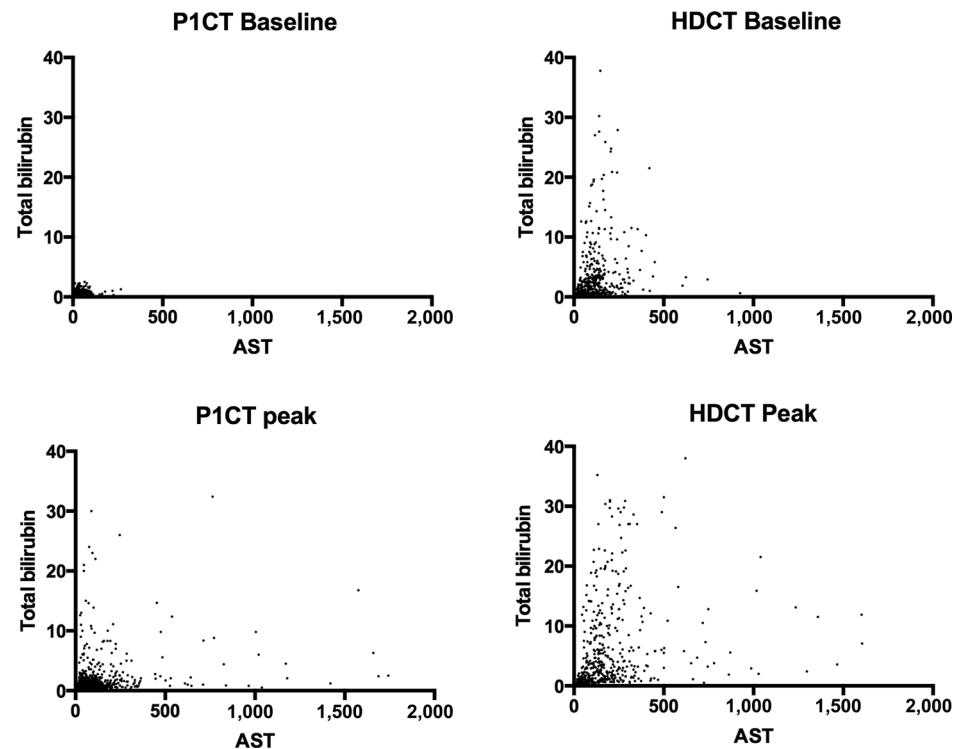 P1CT Baseline
Total bilirubin
40
30
20
10
0
0 500 1,000 1,500 2,000
AST
HDCT Baseline
Total bilirubin
40
30
20
10
0
0 500 1,000 1,500 2,000
AST
P1CT peak
Total bilirubin
40
30
20
10
0
0 500 1,000 1,500 2,000
AST
HDCT Peak
Total bilirubin
40
30
20
10
0
0 500 1,000 1,500 2,000
AST